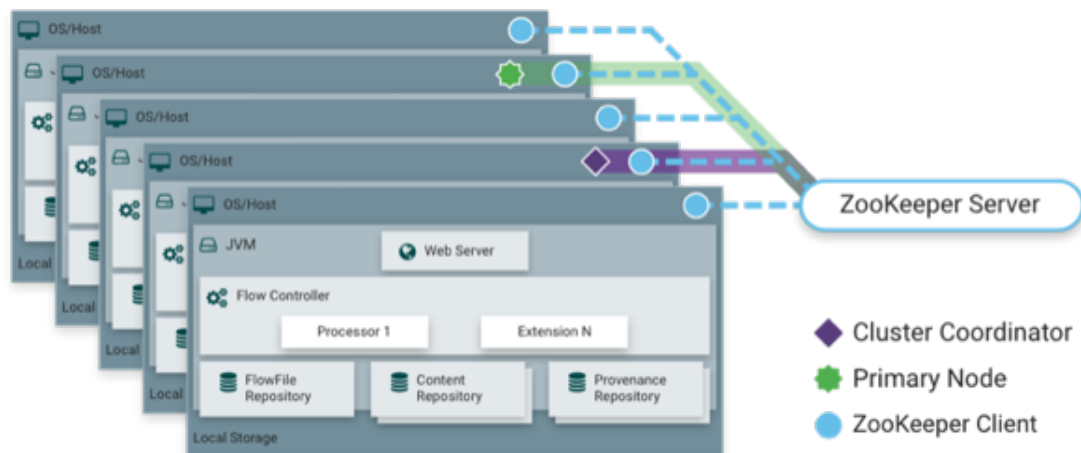 OS/Host
OS/Host
OS/Host
OS/Host
OS/Host
ZooKeeper Server
JVM
Web Server
Flow Controller
Processor 1
Extension N
FlowFile
Repository
Content
Repository
Provenance
Repository
Local
Local
Local
Local
Local Storage
Cluster Coordinator
Primary Node
ZooKeeper Client